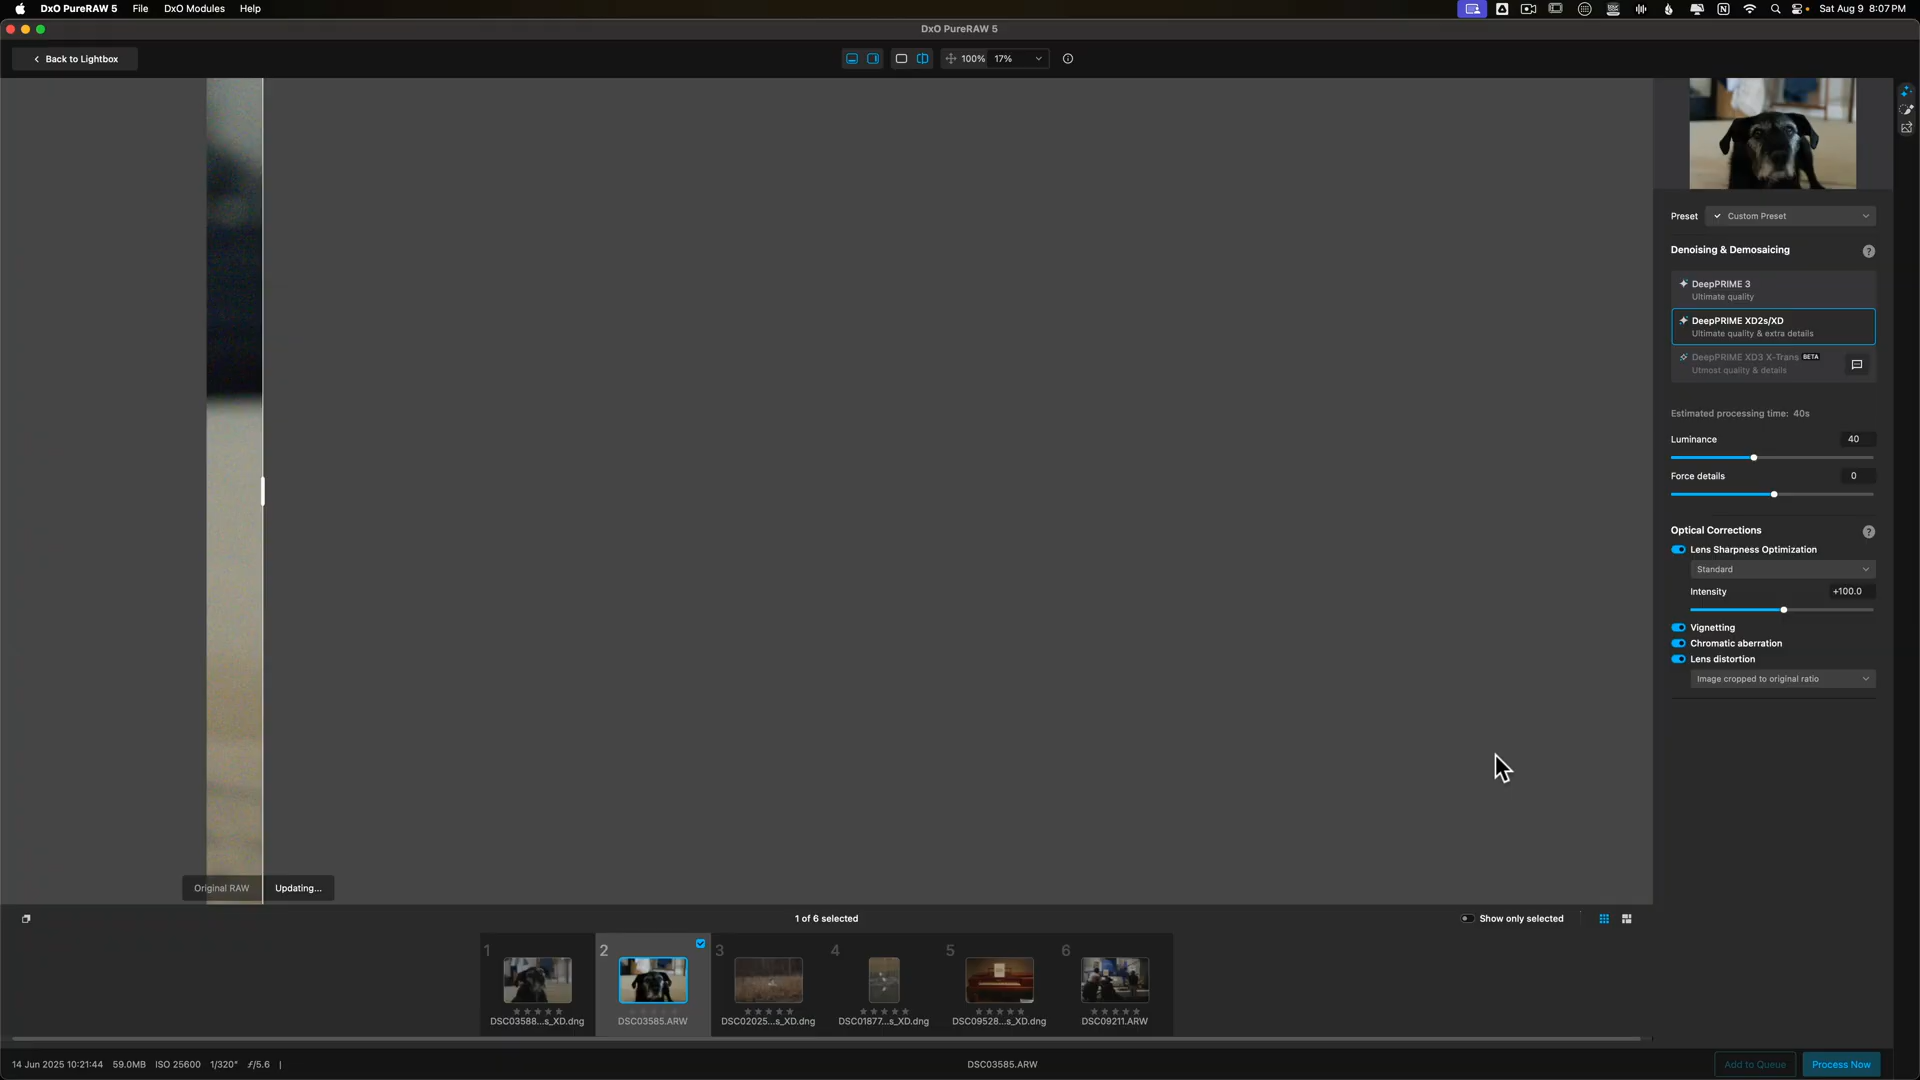 DxO PureRAW 5 File DxO Modules Help
Sat Aug 9 8:07 PM
DxO PureRAW 5
Back to Lightbox
100% 17%
Preset Custom Preset
Denoising & Demosaicing
DeepPRIME 3
Ultimate quality
DeepPRIME XD2s/XD
Ultimate quality & extra details
DeepPRIME XD3 X-Trans BETA
Utmost quality & details
Estimated processing time: 40s
Luminance 40
Force details 0
Optical Corrections
Lens Sharpness Optimization
Standard
Intensity +100.0
Vignetting
Chromatic aberration
Lens distortion
Image cropped to original ratio
Original RAW Updating...
1 of 6 selected
Show only selected
1 2 3 4 5 6
DSC03588...s_XD.dng DSC03585.ARW DSC02025...s_XD.dng DSC01877...s_XD.dng DSC09528...s_XD.dng DSC09211.ARW
14 Jun 2025 10:21:44 59.0MB ISO 25600 1/320" ƒ/5.6 |
DSC03585.ARW
Add to Queue Process Now